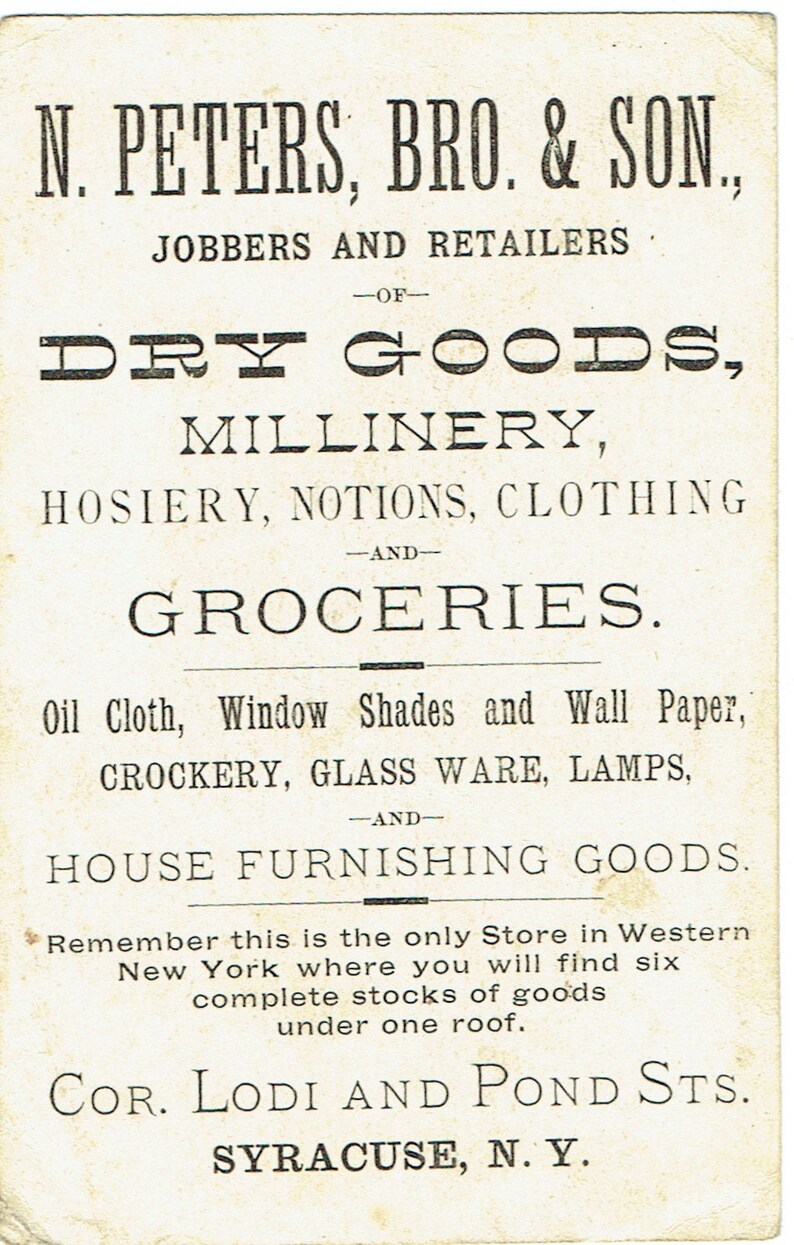 N. PETERS, BRO. & SON.,
JOBBERS AND RETAILERS
—OF—
DRY GOODS,
MILLINERY,
HOSIERY, NOTIONS, CLOTHING
—AND—
GROCERIES.
Oil Cloth, Window Shades and Wall Paper,
CROCKERY, GLASS WARE, LAMPS,
—AND—
HOUSE FURNISHING GOODS.
Remember this is the only Store in Western
New York where you will find six
complete stocks of goods
under one roof.
COR. LODI AND POND STS.
SYRACUSE, N. Y.